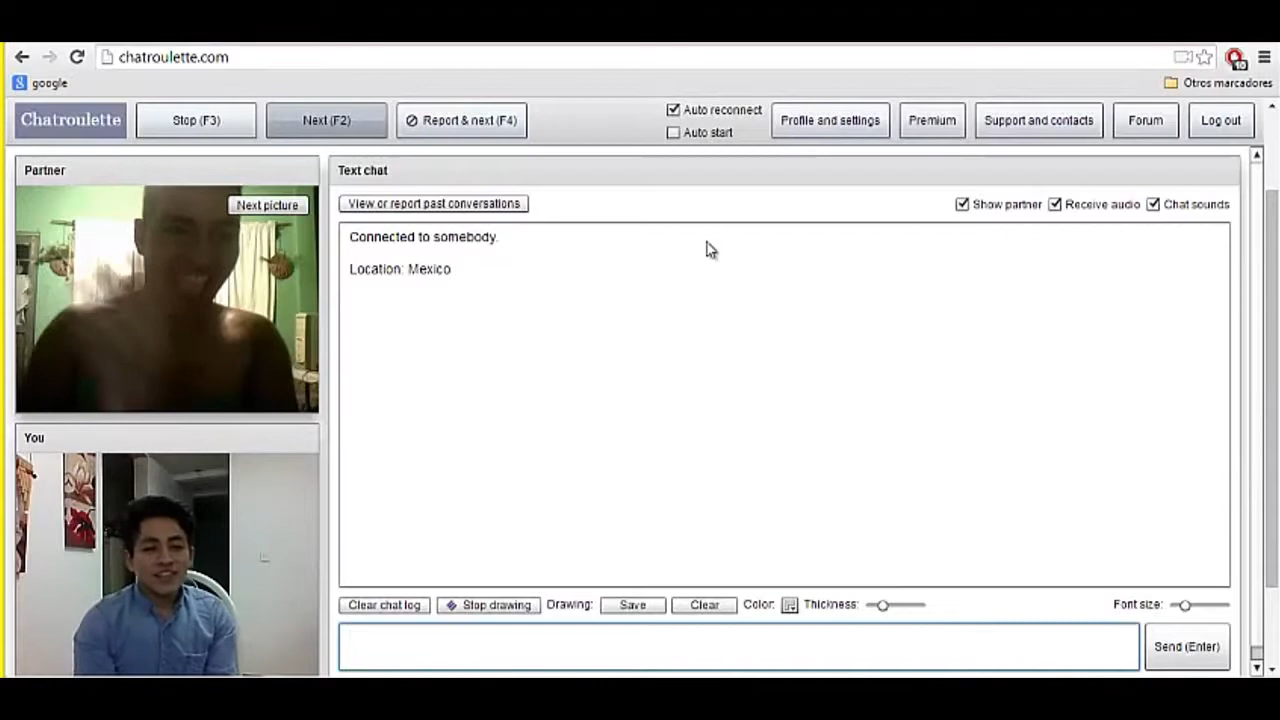 chatroulette.com
google
Otros marcadores
Chatroulette
Stop (F3)
Next (F2)
Report & next (F4)
Auto reconnect
Auto start
Profile and settings
Premium
Support and contacts
Forum
Log out
Partner
Next picture
Text chat
View or report past conversations
Show partner
Receive audio
Chat sounds
Connected to somebody.
Location: Mexico
You
Clear chat log
Stop drawing
Drawing:
Save
Clear
Color:
Thickness:
Font size:
Send (Enter)